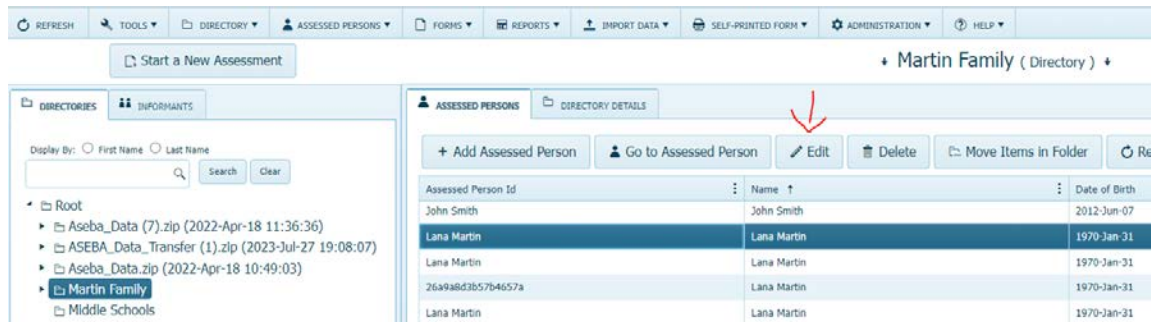 REFRESH TOOLS DIRECTORY ASSESSED PERSONS FORMS REPORTS IMPORT DATA SELF-PRINTED FORM ADMINISTRATION HELP
Start a New Assessment
Martin Family ( Directory )
DIRECTORIES INFORMANTS
ASSESSED PERSONS DIRECTORY DETAILS
Display By: First Name Last Name
Search Clear
Root
Aseba_Data (7).zip (2022-Apr-18 11:36:36)
ASEBA_Data_Transfer (1).zip (2023-Jul-27 19:08:07)
Aseba_Data.zip (2022-Apr-18 10:49:03)
Martin Family
Middle Schools
+ Add Assessed Person Go to Assessed Person Edit Delete Move Items in Folder Re
Assessed Person Id Name ↑ Date of Birth
John Smith John Smith 2012-Jun-07
Lana Martin Lana Martin 1970-Jan-31
Lana Martin Lana Martin 1970-Jan-31
26a9a8d3b57b4657a Lana Martin 1970-Jan-31
Lana Martin Lana Martin 1970-Jan-31